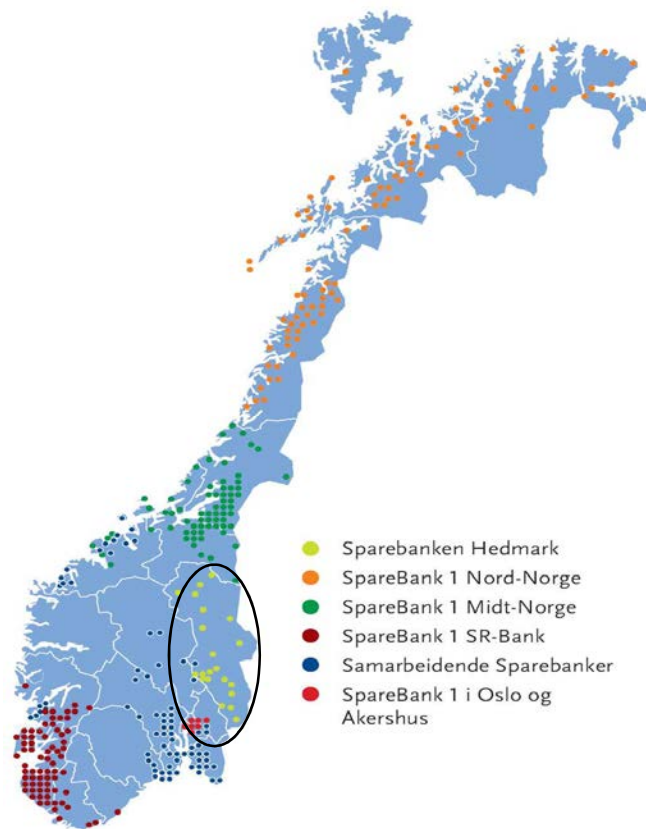 Sparebanken Hedmark
SpareBank 1 Nord-Norge
SpareBank 1 Midt-Norge
SpareBank 1 SR-Bank
Samarbeidende Sparebanker
SpareBank 1 i Oslo og
Akershus